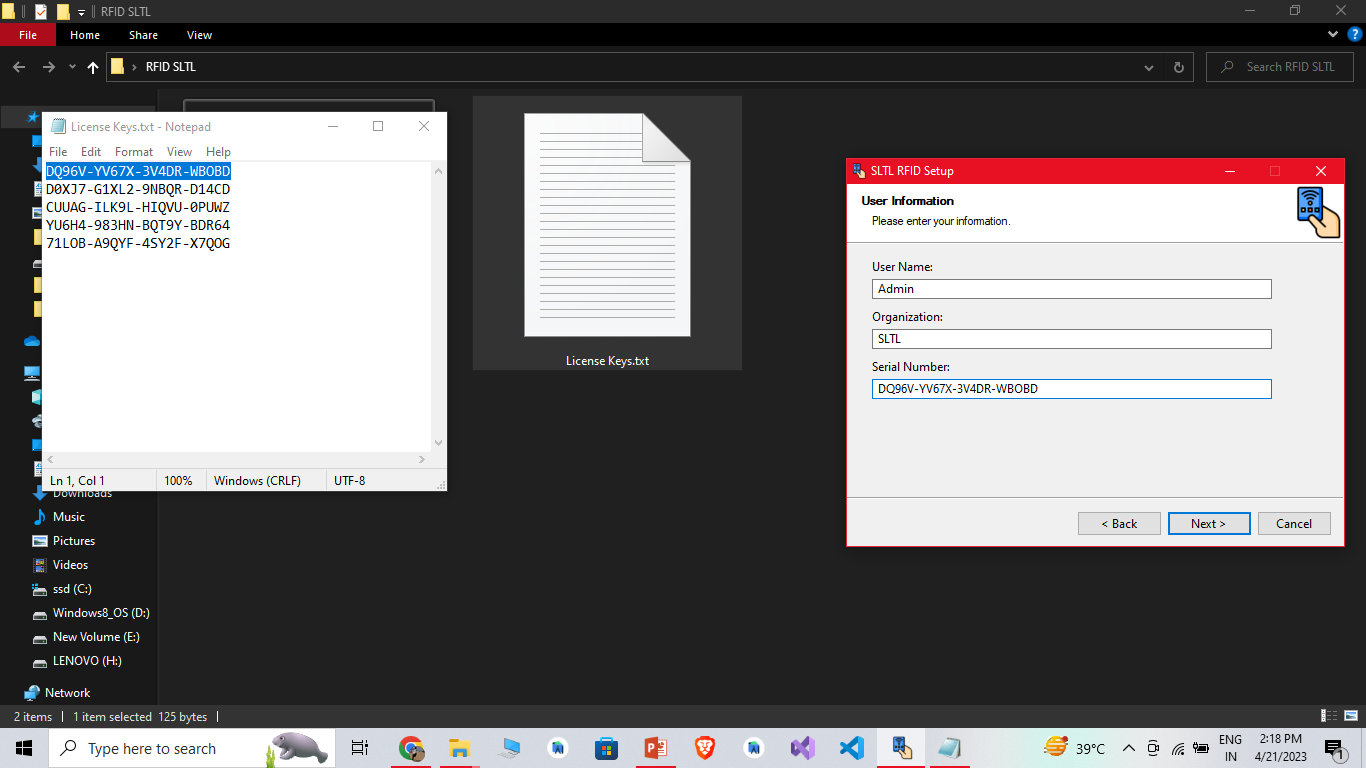 RFID SLTL
File Home Share View
RFID SLTL
Search RFID SLTL
License Keys.txt - Notepad
File Edit Format View Help
DQ96V-YV67X-3V4DR-WBOBD
D0XJ7-G1XL2-9NBQR-D14CD
CUUAG-ILK9L-HIQVU-0PUWZ
YU6H4-983HN-BQT9Y-BDR64
71LOB-A9QYF-4SY2F-X7QOG
Ln 1, Col 1 100% Windows (CRLF) UTF-8
License Keys.txt
SLTL RFID Setup
User Information
Please enter your information.
User Name:
Admin
Organization:
SLTL
Serial Number:
DQ96V-YV67X-3V4DR-WBOBD
< Back Next > Cancel
Downloads
Music
Pictures
Videos
ssd (C:)
Windows8_OS (D:)
New Volume (E:)
LENOVO (H:)
Network
2 items 1 item selected 125 bytes
Type here to search
39°C
ENG
IN
2:18 PM
4/21/2023
1